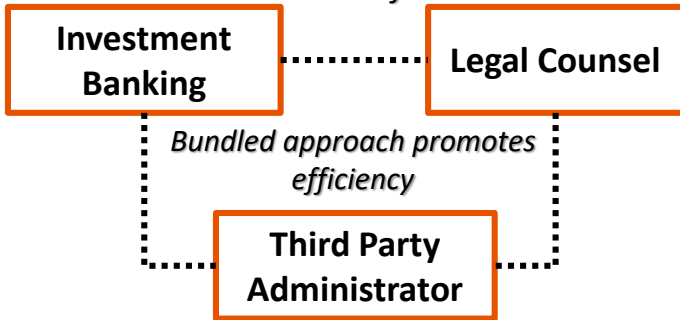 Investment
Banking
Legal Counsel
Bundled approach promotes
efficiency
Third Party
Administrator